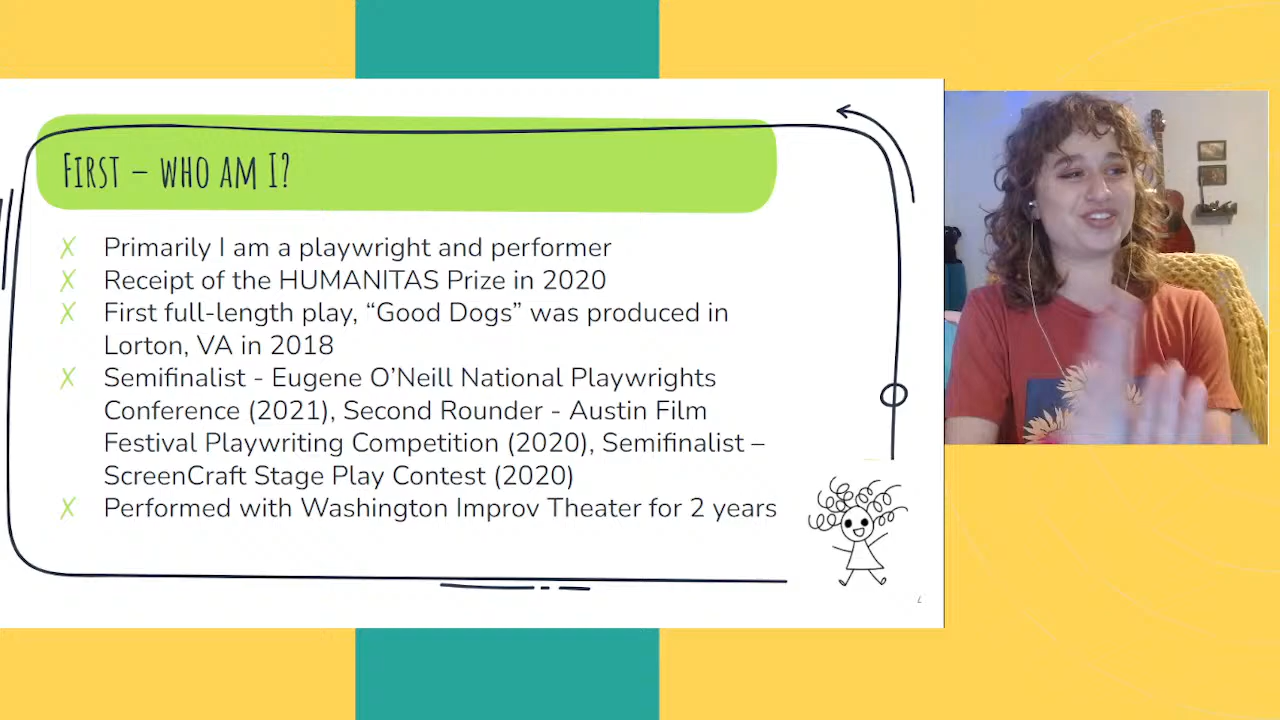 First – who am I?
Primarily I am a playwright and performer
Receipt of the HUMANITAS Prize in 2020
First full-length play, “Good Dogs” was produced in
Lorton, VA in 2018
Semifinalist - Eugene O’Neill National Playwrights
Conference (2021), Second Rounder - Austin Film
Festival Playwriting Competition (2020), Semifinalist –
ScreenCraft Stage Play Contest (2020)
Performed with Washington Improv Theater for 2 years